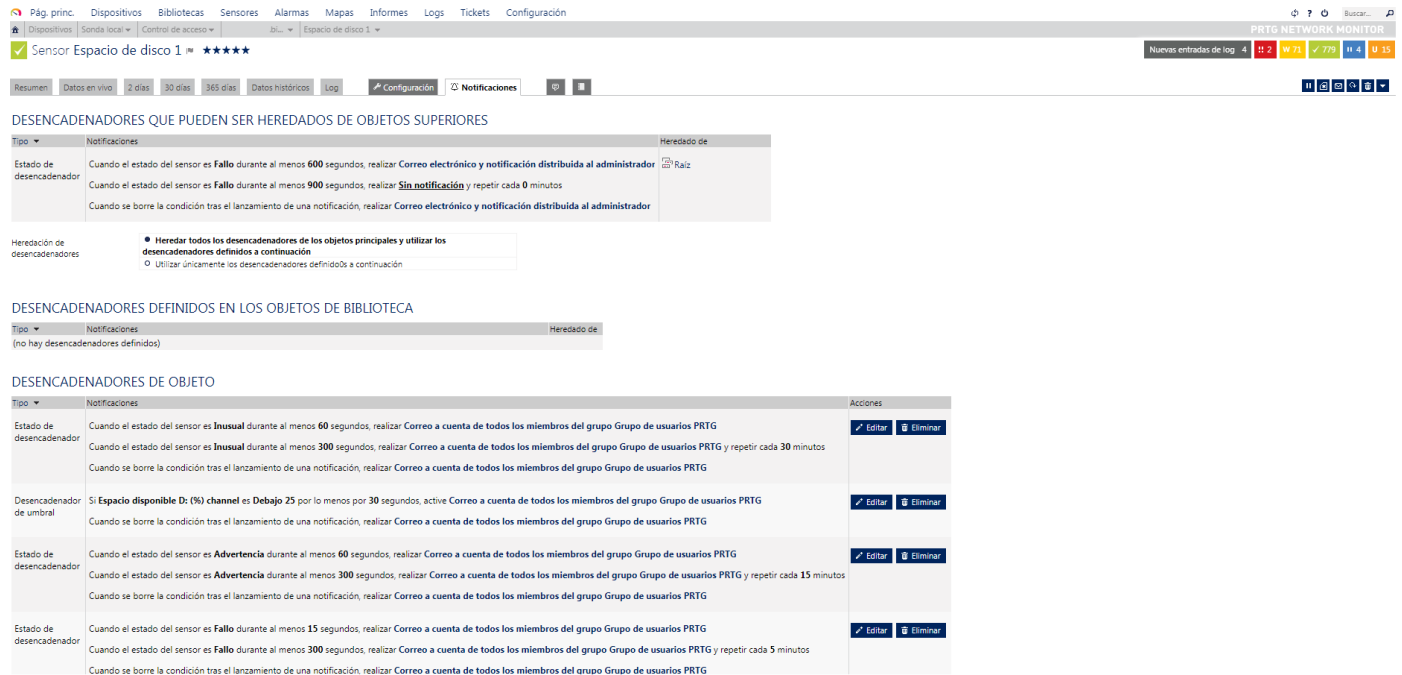 Pág. princ. Dispositivos Bibliotecas Sensores Alarmas Mapas Informes Logs Tickets Configuración ? Buscar...
Dispositivos Sonda local Control de acceso .bi... Espacio de disco 1 PRTG NETWORK MONITOR
Sensor Espacio de disco 1 ★★★★★ Nuevas entradas de log 4 !! 2 W 71 ✓ 779 II 4 U 15
Resumen Datos en vivo 2 días 30 días 365 días Datos históricos Log Configuración Notificaciones
DESENCADENADORES QUE PUEDEN SER HEREDADOS DE OBJETOS SUPERIORES
Tipo Notificaciones Heredado de
Estado de desencadenador
Cuando el estado del sensor es Fallo durante al menos 600 segundos, realizar Correo electrónico y notificación distribuida al administrador Raíz
Cuando el estado del sensor es Fallo durante al menos 900 segundos, realizar Sin notificación y repetir cada 0 minutos
Cuando se borre la condición tras el lanzamiento de una notificación, realizar Correo electrónico y notificación distribuida al administrador
Heredación de
desencadenadores
Heredar todos los desencadenadores de los objetos principales y utilizar los
desencadenadores definidos a continuación
Utilizar únicamente los desencadenadores definido0s a continuación
DESENCADENADORES DEFINIDOS EN LOS OBJETOS DE BIBLIOTECA
Tipo Notificaciones Heredado de
(no hay desencadenadores definidos)
DESENCADENADORES DE OBJETO
Tipo Notificaciones Acciones
Estado de
desencadenador
Cuando el estado del sensor es Inusual durante al menos 60 segundos, realizar Correo a cuenta de todos los miembros del grupo Grupo de usuarios PRTG
Editar Eliminar
Cuando el estado del sensor es Inusual durante al menos 300 segundos, realizar Correo a cuenta de todos los miembros del grupo Grupo de usuarios PRTG y repetir cada 30 minutos
Cuando se borre la condición tras el lanzamiento de una notificación, realizar Correo a cuenta de todos los miembros del grupo Grupo de usuarios PRTG
Desencadenador
de umbral
Si Espacio disponible D: (%) channel es Debajo 25 por lo menos por 30 segundos, active Correo a cuenta de todos los miembros del grupo Grupo de usuarios PRTG
Editar Eliminar
Cuando se borre la condición tras el lanzamiento de una notificación, realizar Correo a cuenta de todos los miembros del grupo Grupo de usuarios PRTG
Estado de
desencadenador
Cuando el estado del sensor es Advertencia durante al menos 60 segundos, realizar Correo a cuenta de todos los miembros del grupo Grupo de usuarios PRTG
Editar Eliminar
Cuando el estado del sensor es Advertencia durante al menos 300 segundos, realizar Correo a cuenta de todos los miembros del grupo Grupo de usuarios PRTG y repetir cada 15 minutos
Cuando se borre la condición tras el lanzamiento de una notificación, realizar Correo a cuenta de todos los miembros del grupo Grupo de usuarios PRTG
Estado de
desencadenador
Cuando el estado del sensor es Fallo durante al menos 15 segundos, realizar Correo a cuenta de todos los miembros del grupo Grupo de usuarios PRTG
Editar Eliminar
Cuando el estado del sensor es Fallo durante al menos 300 segundos, realizar Correo a cuenta de todos los miembros del grupo Grupo de usuarios PRTG y repetir cada 5 minutos
Cuando se borre la condición tras el lanzamiento de una notificación, realizar Correo a cuenta de todos los miembros del grupo Grupo de usuarios PRTG